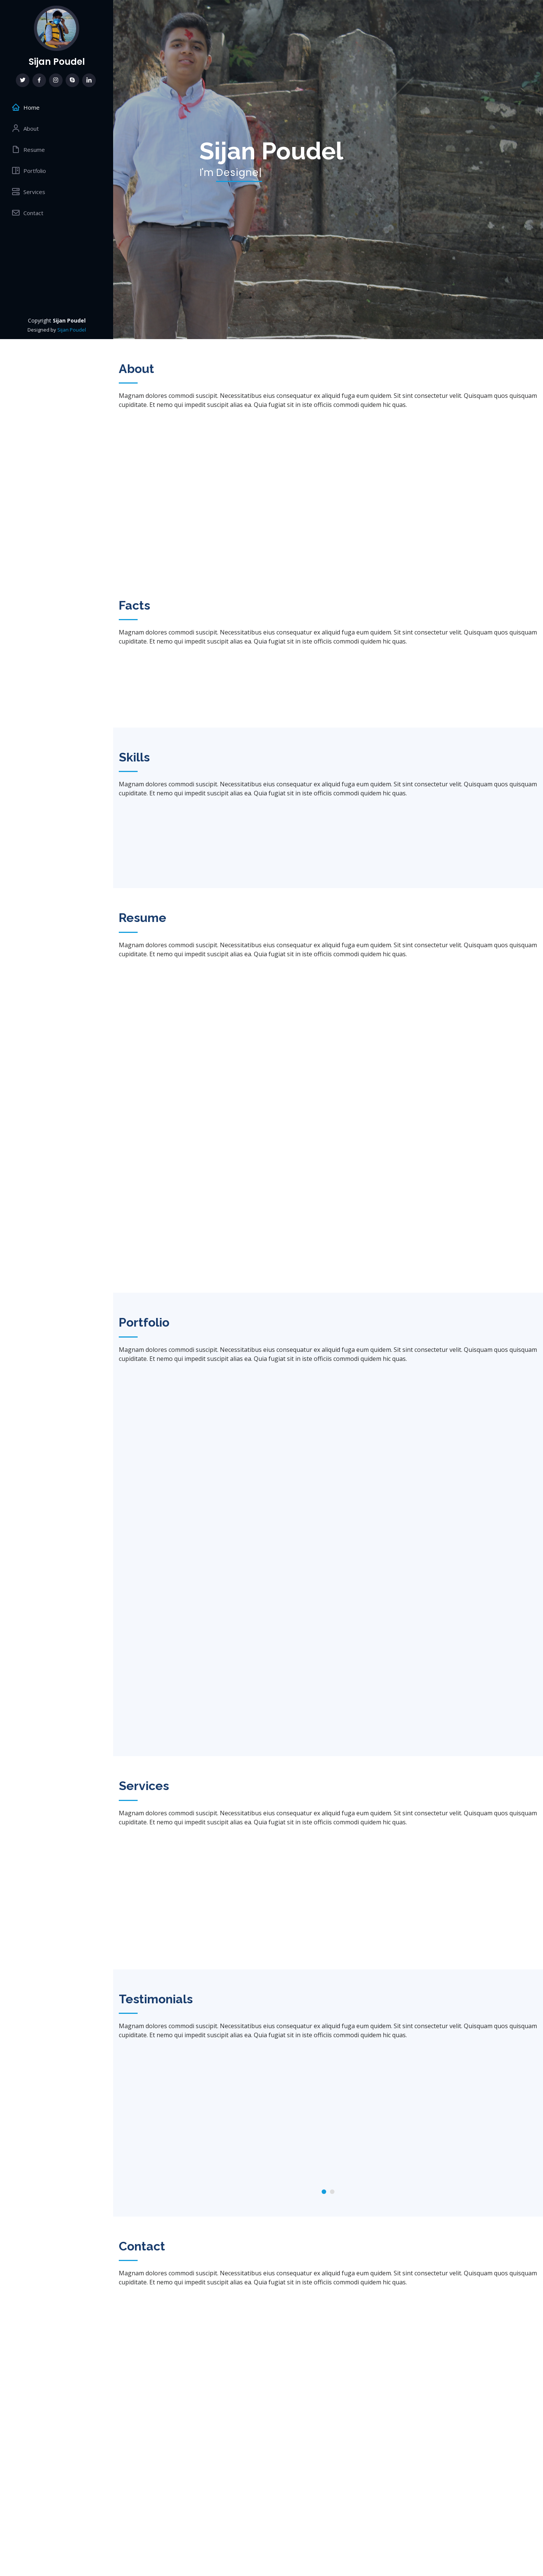 Sijan Poudel
Home
About
Resume
Portfolio
Services
Contact
Copyright Sijan Poudel
Designed by Sijan Poudel
Sijan Poudel
I'm Designe|
About
Magnam dolores commodi suscipit. Necessitatibus eius consequatur ex aliquid fuga eum quidem. Sit sint consectetur velit. Quisquam quos quisquam
cupiditate. Et nemo qui impedit suscipit alias ea. Quia fugiat sit in iste officiis commodi quidem hic quas.
Facts
Magnam dolores commodi suscipit. Necessitatibus eius consequatur ex aliquid fuga eum quidem. Sit sint consectetur velit. Quisquam quos quisquam
cupiditate. Et nemo qui impedit suscipit alias ea. Quia fugiat sit in iste officiis commodi quidem hic quas.
Skills
Magnam dolores commodi suscipit. Necessitatibus eius consequatur ex aliquid fuga eum quidem. Sit sint consectetur velit. Quisquam quos quisquam
cupiditate. Et nemo qui impedit suscipit alias ea. Quia fugiat sit in iste officiis commodi quidem hic quas.
Resume
Magnam dolores commodi suscipit. Necessitatibus eius consequatur ex aliquid fuga eum quidem. Sit sint consectetur velit. Quisquam quos quisquam
cupiditate. Et nemo qui impedit suscipit alias ea. Quia fugiat sit in iste officiis commodi quidem hic quas.
Portfolio
Magnam dolores commodi suscipit. Necessitatibus eius consequatur ex aliquid fuga eum quidem. Sit sint consectetur velit. Quisquam quos quisquam
cupiditate. Et nemo qui impedit suscipit alias ea. Quia fugiat sit in iste officiis commodi quidem hic quas.
Services
Magnam dolores commodi suscipit. Necessitatibus eius consequatur ex aliquid fuga eum quidem. Sit sint consectetur velit. Quisquam quos quisquam
cupiditate. Et nemo qui impedit suscipit alias ea. Quia fugiat sit in iste officiis commodi quidem hic quas.
Testimonials
Magnam dolores commodi suscipit. Necessitatibus eius consequatur ex aliquid fuga eum quidem. Sit sint consectetur velit. Quisquam quos quisquam
cupiditate. Et nemo qui impedit suscipit alias ea. Quia fugiat sit in iste officiis commodi quidem hic quas.
Contact
Magnam dolores commodi suscipit. Necessitatibus eius consequatur ex aliquid fuga eum quidem. Sit sint consectetur velit. Quisquam quos quisquam
cupiditate. Et nemo qui impedit suscipit alias ea. Quia fugiat sit in iste officiis commodi quidem hic quas.